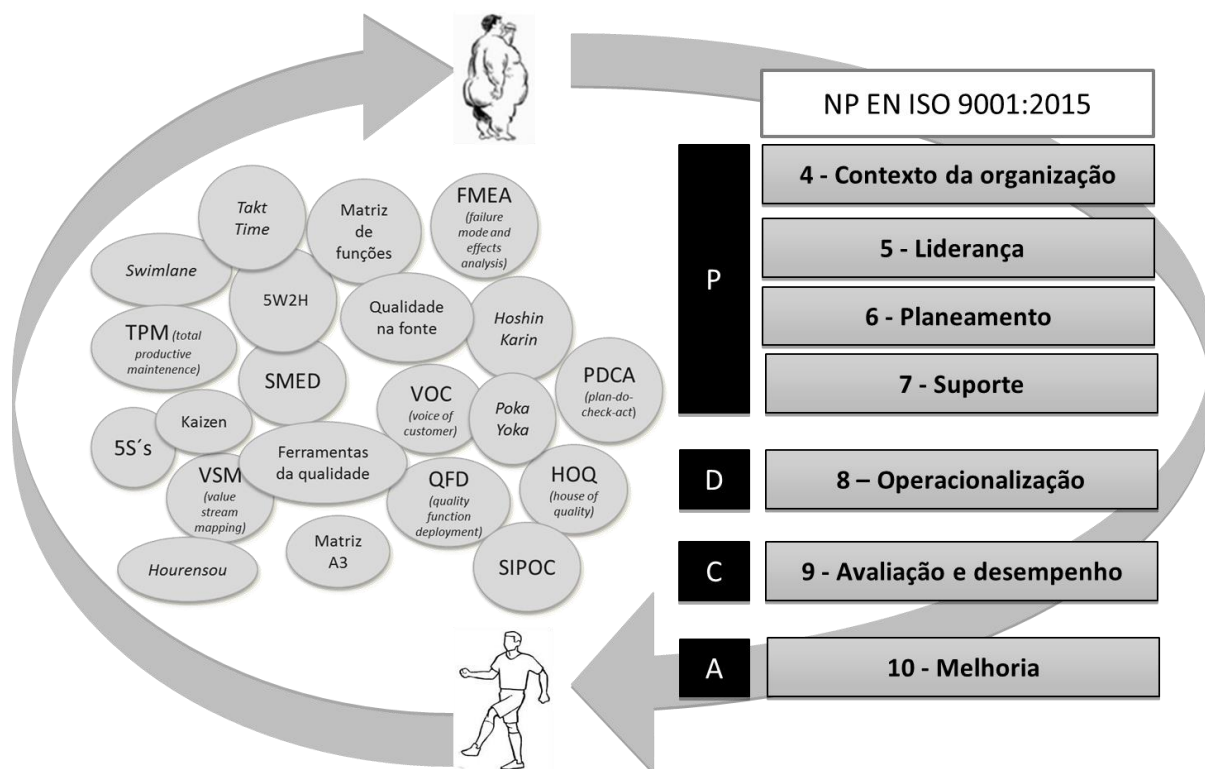 NP EN ISO 9001:2015
P
4 - Contexto da organização
5 - Liderança
6 - Planeamento
7 - Suporte
D
8 – Operacionalização
C
9 - Avaliação e desempenho
A
10 - Melhoria
Takt
Time
Matriz
de
funções
FMEA
(failure
mode and
effects
analysis)
Swimlane
5W2H
Qualidade
na fonte
Hoshin
Karin
TPM (total
productive
maintenence)
SMED
VOC
(voice of
customer)
Poka
Yoka
PDCA
(plan-do-
check-act)
Kaizen
5S´s
Ferramentas
da qualidade
VSM
(value
stream
mapping)
QFD
(quality
function
deployment)
HOQ
(house of
quality)
Matriz
A3
Hourensou
SIPOC